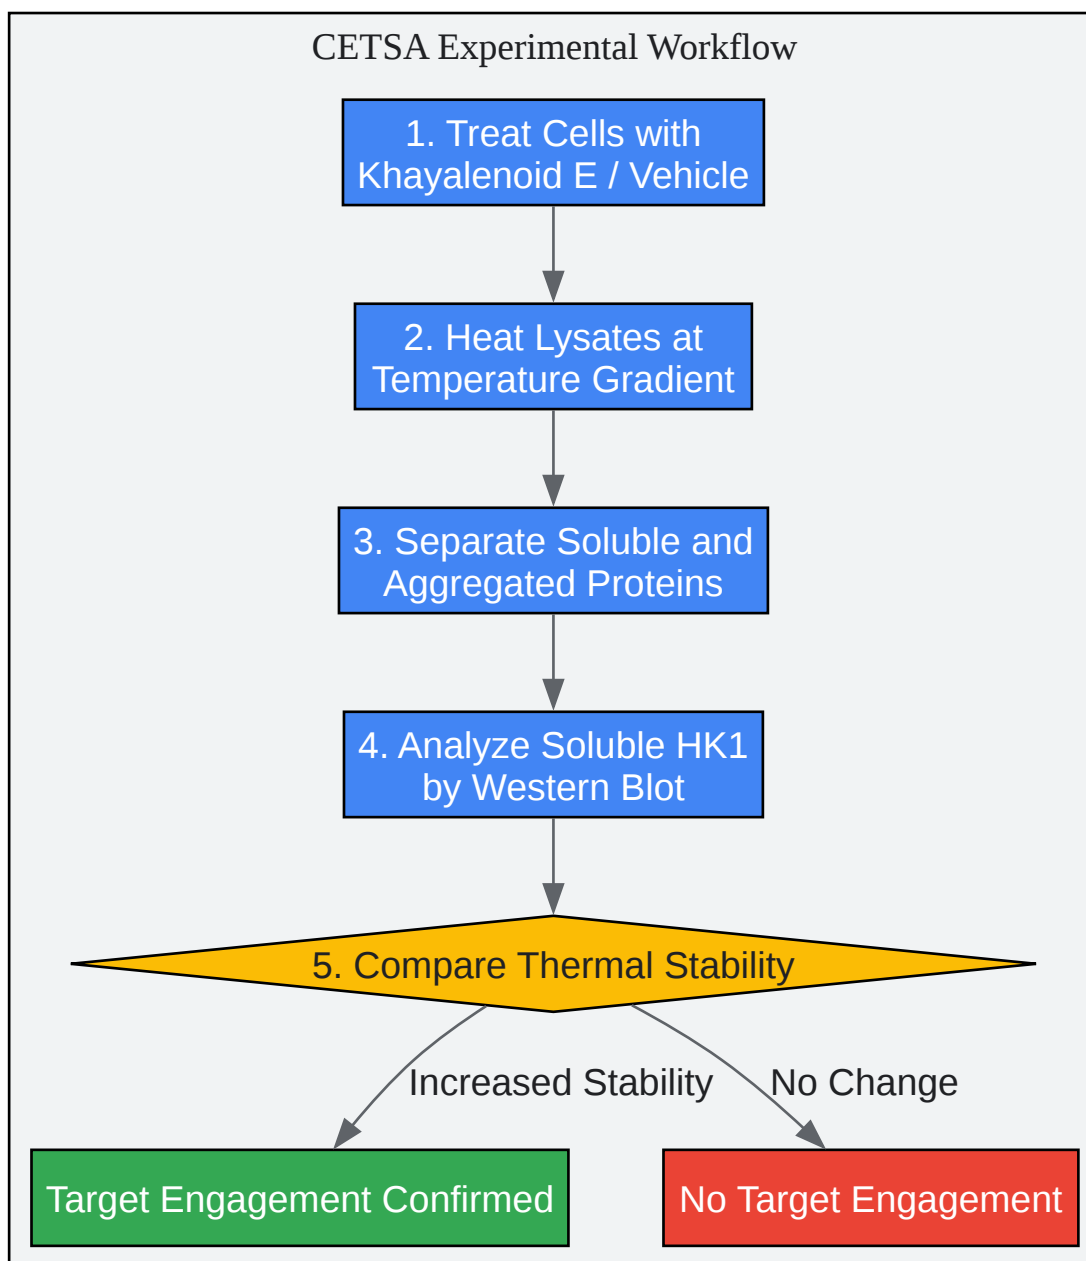 CETSA Experimental Workflow
1. Treat Cells with
Khayalenoid E / Vehicle
2. Heat Lysates at
Temperature Gradient
3. Separate Soluble and
Aggregated Proteins
4. Analyze Soluble HK1
by Western Blot
5. Compare Thermal Stability
Increased Stability
No Change
Target Engagement Confirmed
No Target Engagement